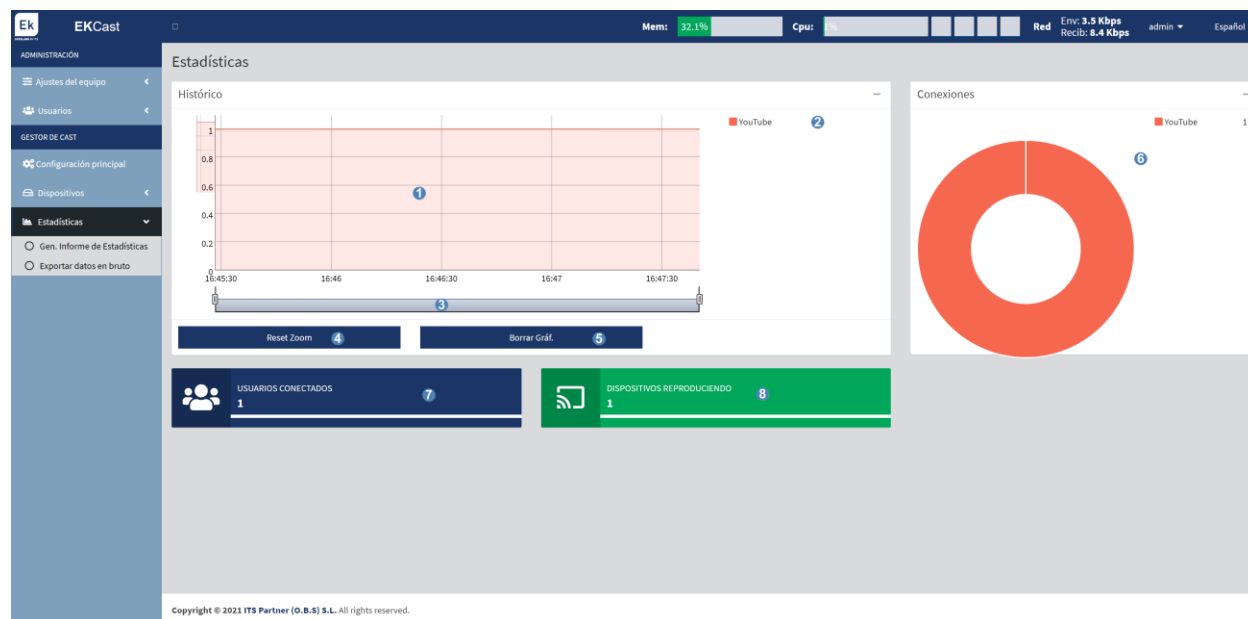 Ek
EKCast
Mem: 32.1%
Cpu: 1%
Red
Env: 3.5 Kbps
Recib: 8.4 Kbps
admin
Español
ADMINISTRACIÓN
Ajustes del equipo
Usuarios
GESTOR DE CAST
Configuración principal
Dispositivos
Estadísticas
Gen. Informe de Estadísticas
Exportar datos en bruto
Estadísticas
Histórico
1
0.8
0.6
0.4
0.2
0
16:45:30
16:46
16:46:30
16:47
16:47:30
1
YouTube
2
3
Reset Zoom 4
Borrar Gráf. 5
Conexiones
YouTube 1
6
USUARIOS CONECTADOS
1
7
DISPOSITIVOS REPRODUCIENDO
1
8
Copyright © 2021 ITS Partner (O.B.S) S.L. All rights reserved.